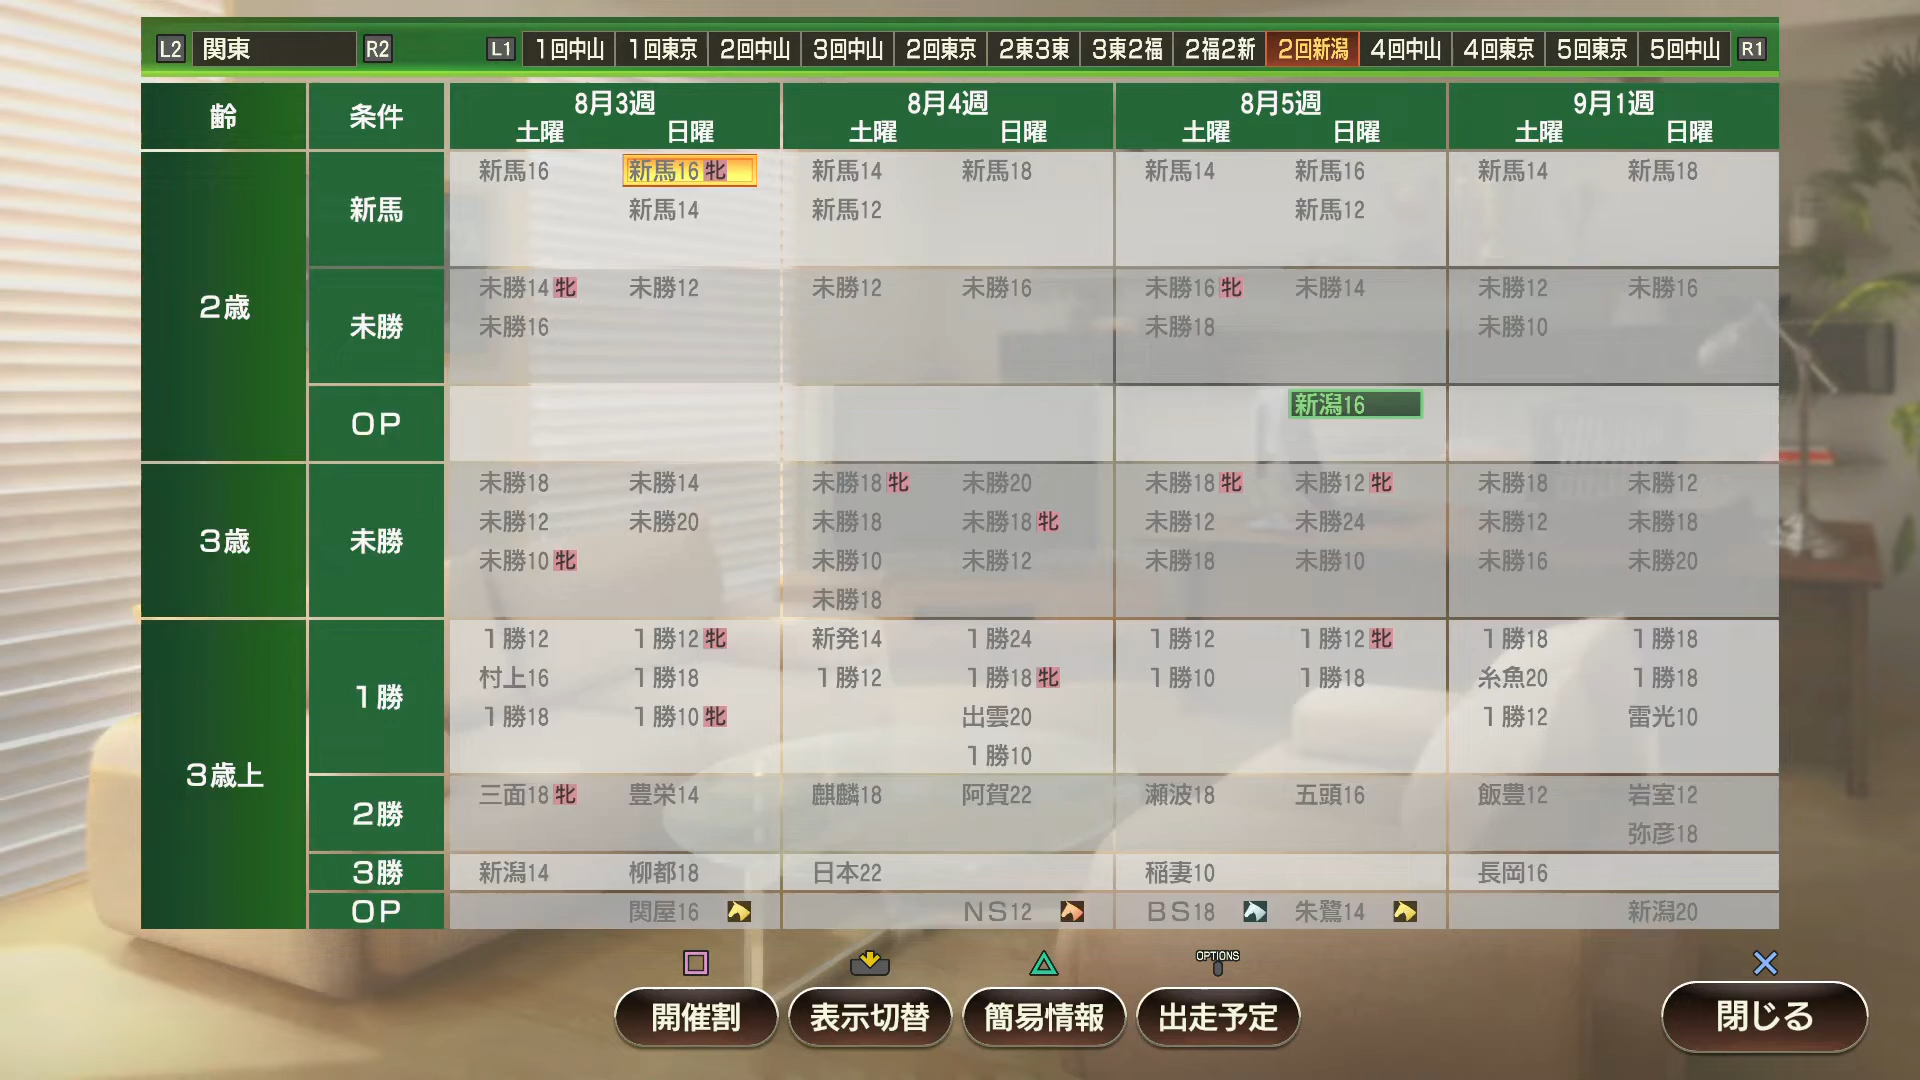 L2 関東 R2 L1 1回中山 1回東京 2回中山 3回中山 2回東京 2東3東 3東2福 2福2新 2回新潟 4回中山 4回東京 5回東京 5回中山 R1
齢 条件 8月3週 8月4週 8月5週 9月1週
土曜 日曜 土曜 日曜 土曜 日曜 土曜 日曜
2歳
新馬
新馬16 新馬16牝 新馬14 新馬18 新馬14 新馬16 新馬14 新馬18
新馬14 新馬12 新馬12
未勝
未勝14牝 未勝12 未勝12 未勝16 未勝16牝 未勝14 未勝12 未勝16
未勝16 未勝18 未勝10
OP
新潟16
3歳
未勝
未勝18 未勝14 未勝18牝 未勝20 未勝18牝 未勝12牝 未勝18 未勝12
未勝12 未勝20 未勝18 未勝18牝 未勝12 未勝24 未勝12 未勝18
未勝10牝 未勝10 未勝12 未勝18 未勝10 未勝16 未勝20
未勝18
3歳上
1勝
1勝12 1勝12牝 新発14 1勝24 1勝12 1勝12牝 1勝18 1勝18
村上16 1勝18 1勝12 1勝18牝 1勝10 1勝18 糸魚20 1勝18
1勝18 1勝10牝 出雲20 1勝12 雷光10
1勝10
2勝
三面18牝 豊栄14 麒麟18 阿賀22 瀬波18 五頭16 飯豊12 岩室12
弥彦18
3勝
新潟14 柳都18 日本22 稲妻10 長岡16
OP
関屋16 NS12 BS18 朱鷺14 新潟20
OPTIONS
開催割 表示切替 簡易情報 出走予定 閉じる